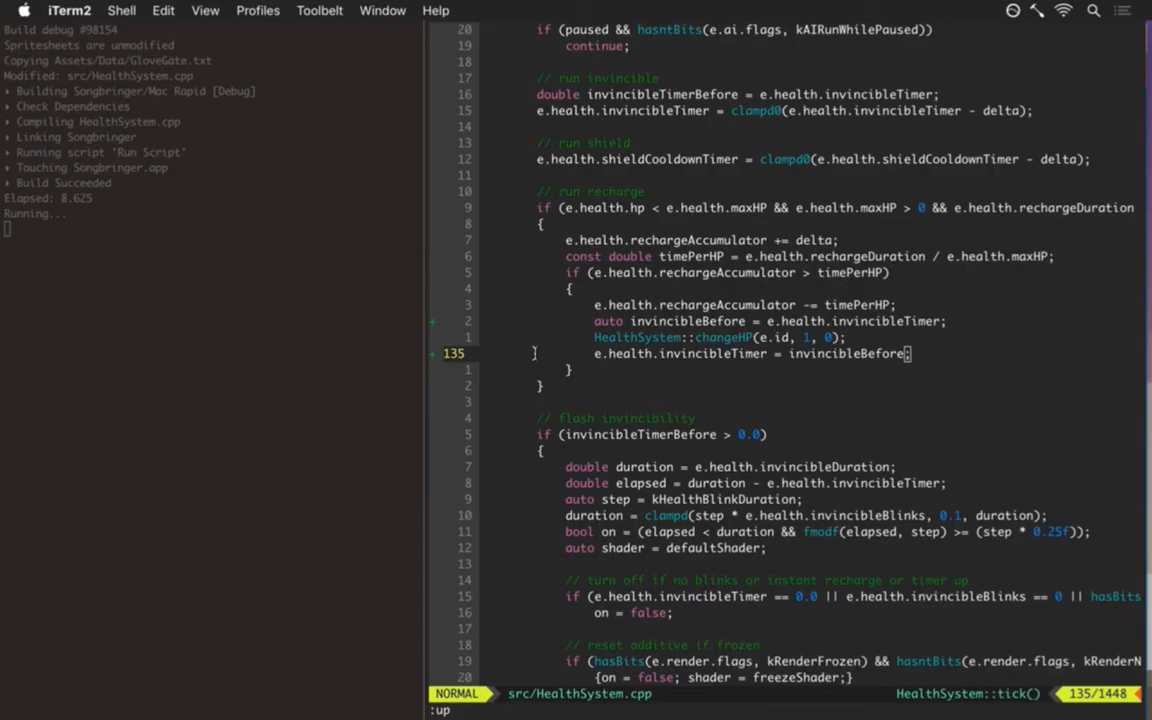 iTerm2 Shell Edit View Profiles Toolbelt Window Help
Build debug #98154
Spritesheets are unmodified
Copying Assets/Data/GloveGate.txt
Modified: src/HealthSystem.cpp
Building Songbringer/Mac Rapid [Debug]
Check Dependencies
Compiling HealthSystem.cpp
Linking Songbringer
Running script 'Run Script'
Touching Songbringer.app
Build Succeeded
Elapsed: 8.625
Running...
20 if (paused && hasntBits(e.ai.flags, kAIRunWhilePaused))
19 continue;
18
17 // run invincible
16 double invincibleTimerBefore = e.health.invincibleTimer;
15 e.health.invincibleTimer = clampd0(e.health.invincibleTimer - delta);
14
13 // run shield
12 e.health.shieldCooldownTimer = clampd0(e.health.shieldCooldownTimer - delta);
11
10 // run recharge
9 if (e.health.hp < e.health.maxHP && e.health.maxHP > 0 && e.health.rechargeDuration
8 {
7 e.health.rechargeAccumulator += delta;
6 const double timePerHP = e.health.rechargeDuration / e.health.maxHP;
5 if (e.health.rechargeAccumulator > timePerHP)
4 {
3 e.health.rechargeAccumulator -= timePerHP;
+ 2 auto invincibleBefore = e.health.invincibleTimer;
1 HealthSystem::changeHP(e.id, 1, 0);
+ 135 e.health.invincibleTimer = invincibleBefore;
1 }
2 }
3
4 // flash invincibility
5 if (invincibleTimerBefore > 0.0)
6 {
7 double duration = e.health.invincibleDuration;
8 double elapsed = duration - e.health.invincibleTimer;
9 auto step = kHealthBlinkDuration;
10 duration = clampd(step * e.health.invincibleBlinks, 0.1, duration);
11 bool on = (elapsed < duration && fmodf(elapsed, step) >= (step * 0.25f));
12 auto shader = defaultShader;
13
14 // turn off if no blinks or instant recharge or timer up
15 if (e.health.invincibleTimer == 0.0 || e.health.invincibleBlinks == 0 || hasBits
16 on = false;
17
18 // reset additive if frozen
19 if (hasBits(e.render.flags, kRenderFrozen) && hasntBits(e.render.flags, kRenderN
20 {on = false; shader = freezeShader;}
NORMAL src/HealthSystem.cpp HealthSystem::tick() 135/1448
:up